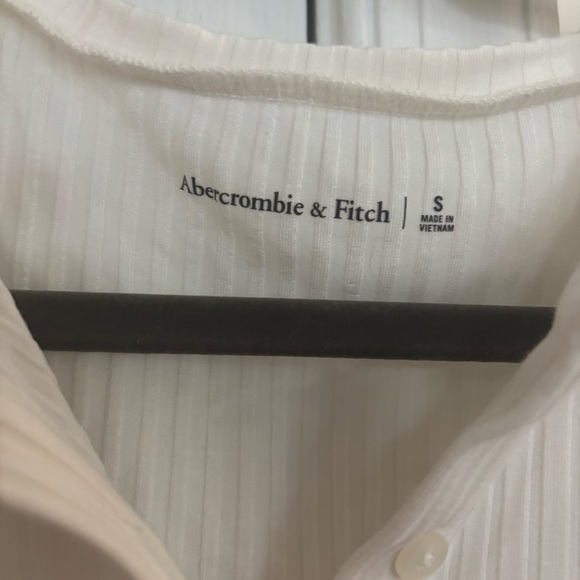 Abercrombie & Fitch
S
MADE IN
VIETNAM